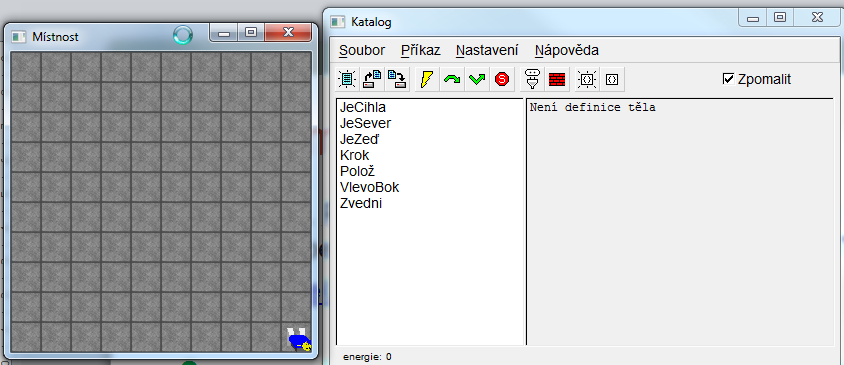 Místnost
Katalog
Soubor Příkaz Nastavení Nápověda
S
Zpomalit
JeCihla
JeSever
JeZeď
Krok
Polož
VlevoBok
Zvedni
Není definice těla
energie: 0